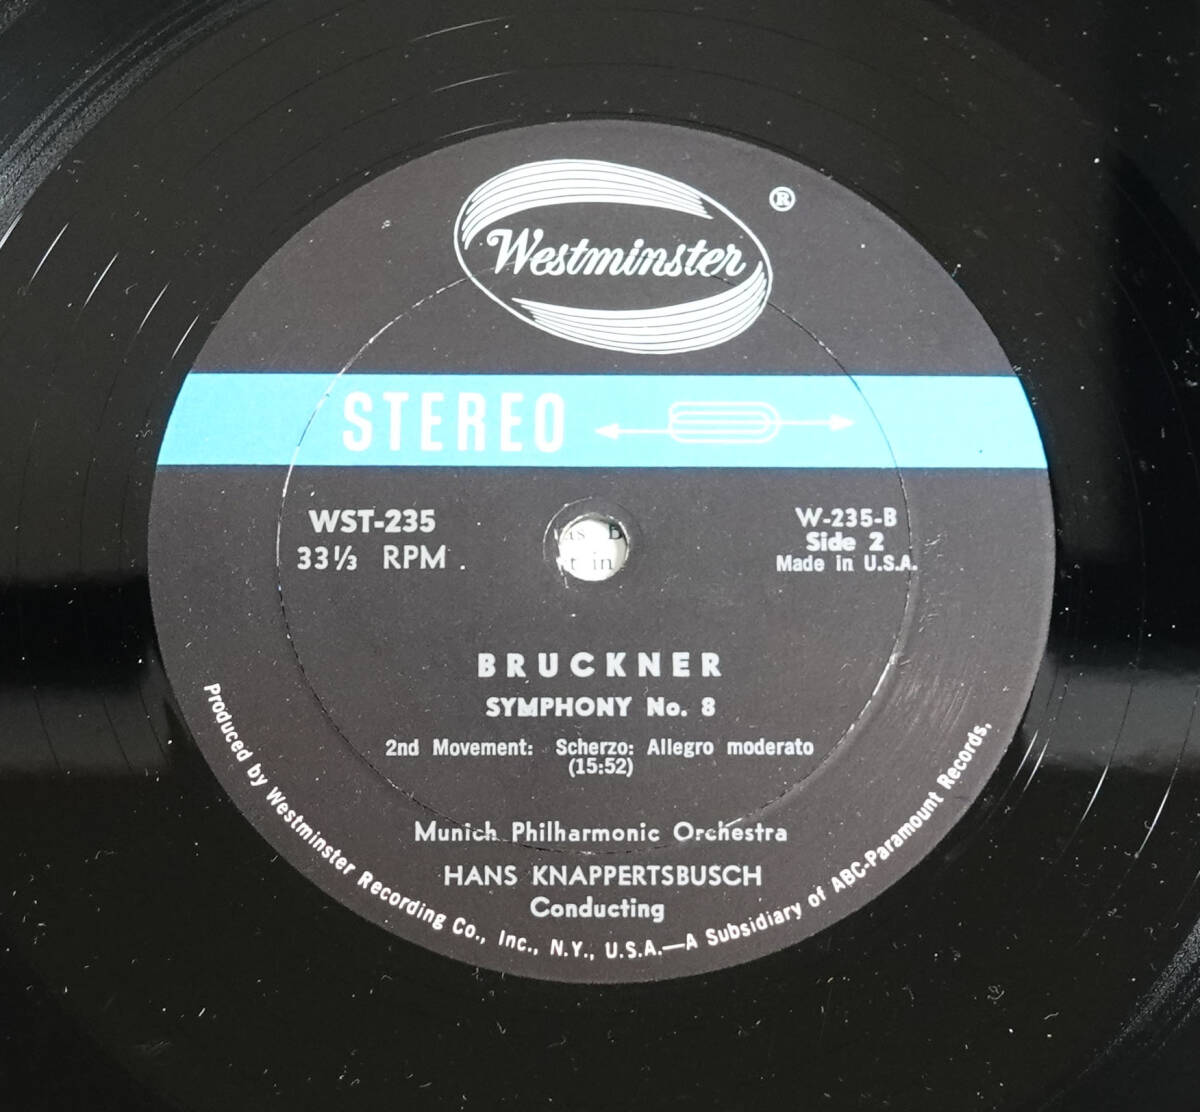 Westminster ®
STEREO
WST-235
33⅓ RPM .
W-235-B
Side 2
Made in U.S.A.
BRUCKNER
SYMPHONY No. 8
2nd Movement: Scherzo: Allegro moderato
(15:52)
Munich Philharmonic Orchestra
HANS KNAPPERTSBUSCH
Conducting
Produced by Westminster Recording Co., Inc., N.Y., U.S.A.—A Subsidiary of ABC-Paramount Records.